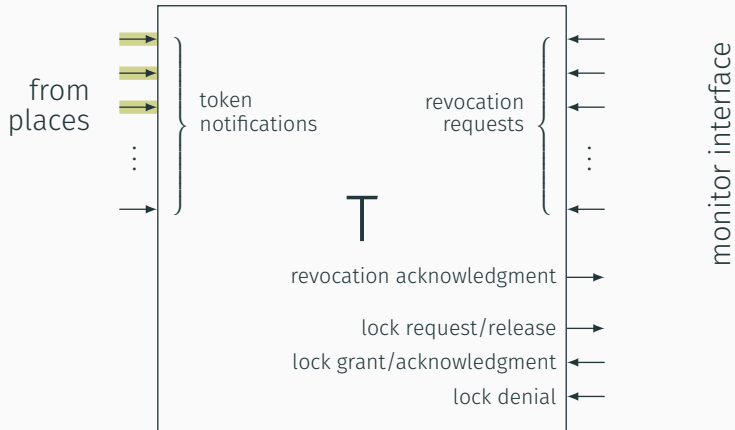 from
places
token
notifications
revocation
requests
monitor interface
T
revocation acknowledgment
lock request/release
lock grant/acknowledgment
lock denial